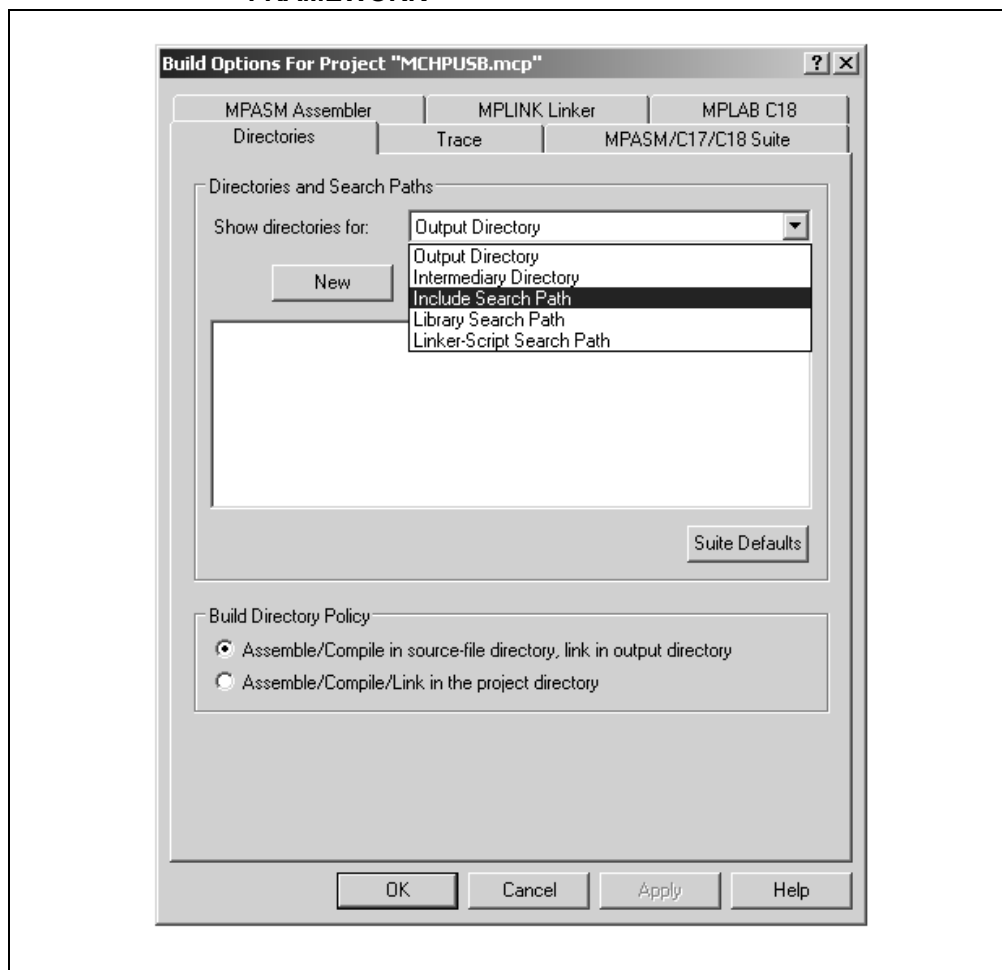 Build Options For Project "MCHPUSB.mcp"
MPASM Assembler MPLINK Linker MPLAB C18
Directories Trace MPASM/C17/C18 Suite
Directories and Search Paths
Show directories for: Output Directory
Output Directory
New Intermediary Directory
Include Search Path
Library Search Path
Linker-Script Search Path
Suite Defaults
Build Directory Policy
Assemble/Compile in source-file directory, link in output directory
Assemble/Compile/Link in the project directory
OK Cancel Apply Help